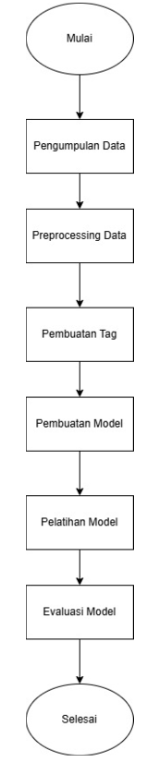 Mulai
Pengumpulan Data
Preprocessing Data
Pembuatan Tag
Pembuatan Model
Pelatihan Model
Evaluasi Model
Selesai